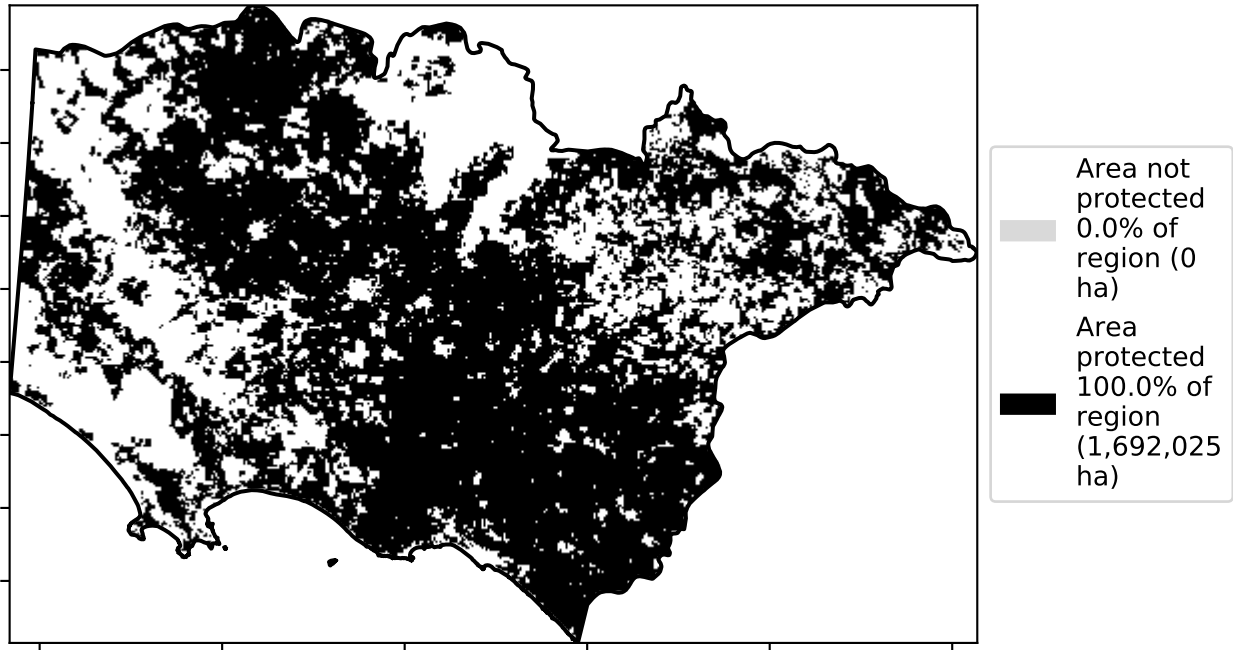 Area not
protected
0.0% of
region (0
ha)
Area
protected
100.0% of
region
(1,692,025
ha)